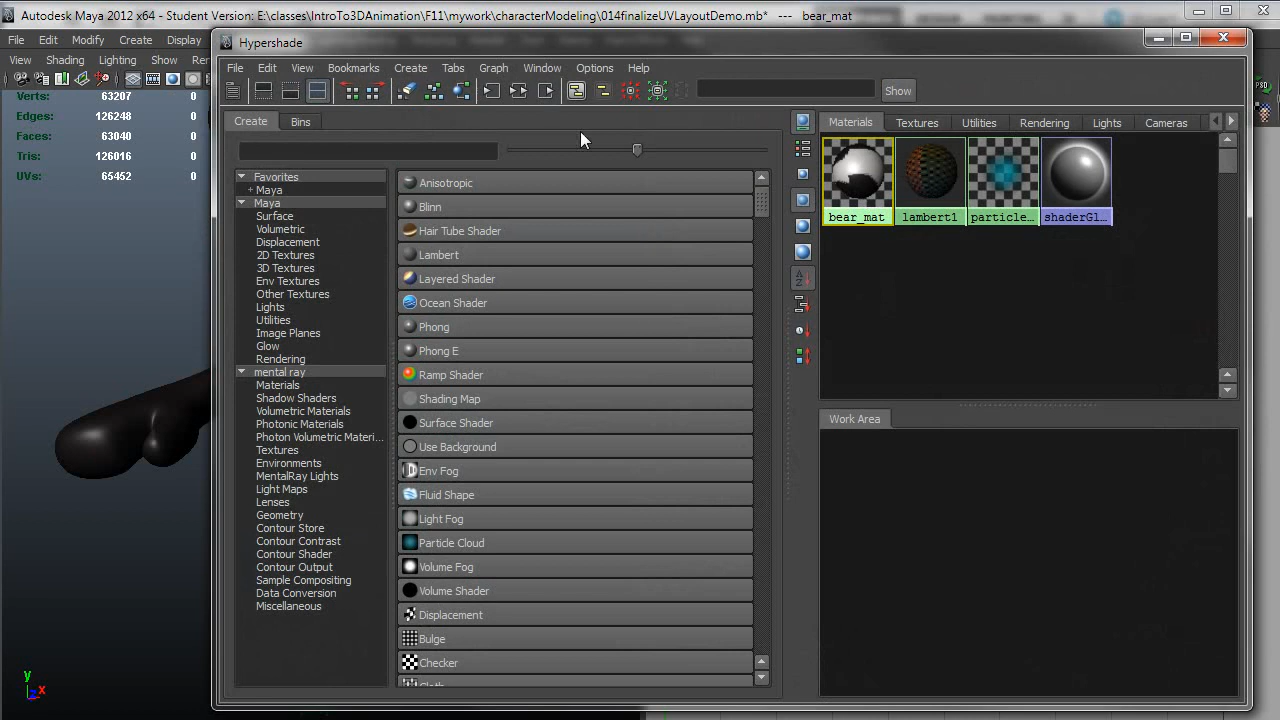 Autodesk Maya 2012 x64 - Student Version: E:\classes\IntroTo3DAnimation\F11\mywork\characterModeling\014finalizeUVLayoutDemo.mb* --- bear_mat
File Edit Modify Create Display
View Shading Lighting Show Ren
Verts: 63207 0
Edges: 126248 0
Faces: 63040 0
Tris: 126016 0
UVs: 65452 0
y
z x
Hypershade
File Edit View Bookmarks Create Tabs Graph Window Options Help
Show
Create Bins
Favorites
+ Maya
Maya
Surface
Volumetric
Displacement
2D Textures
3D Textures
Env Textures
Other Textures
Lights
Utilities
Image Planes
Glow
Rendering
mental ray
Materials
Shadow Shaders
Volumetric Materials
Photonic Materials
Photon Volumetric Materi...
Textures
Environments
MentalRay Lights
Light Maps
Lenses
Geometry
Contour Store
Contour Contrast
Contour Shader
Contour Output
Sample Compositing
Data Conversion
Miscellaneous
Anisotropic
Blinn
Hair Tube Shader
Lambert
Layered Shader
Ocean Shader
Phong
Phong E
Ramp Shader
Shading Map
Surface Shader
Use Background
Env Fog
Fluid Shape
Light Fog
Particle Cloud
Volume Fog
Volume Shader
Displacement
Bulge
Checker
Cloth
Materials Textures Utilities Rendering Lights Cameras
bear_mat lambert1 particle... shaderGl...
Work Area